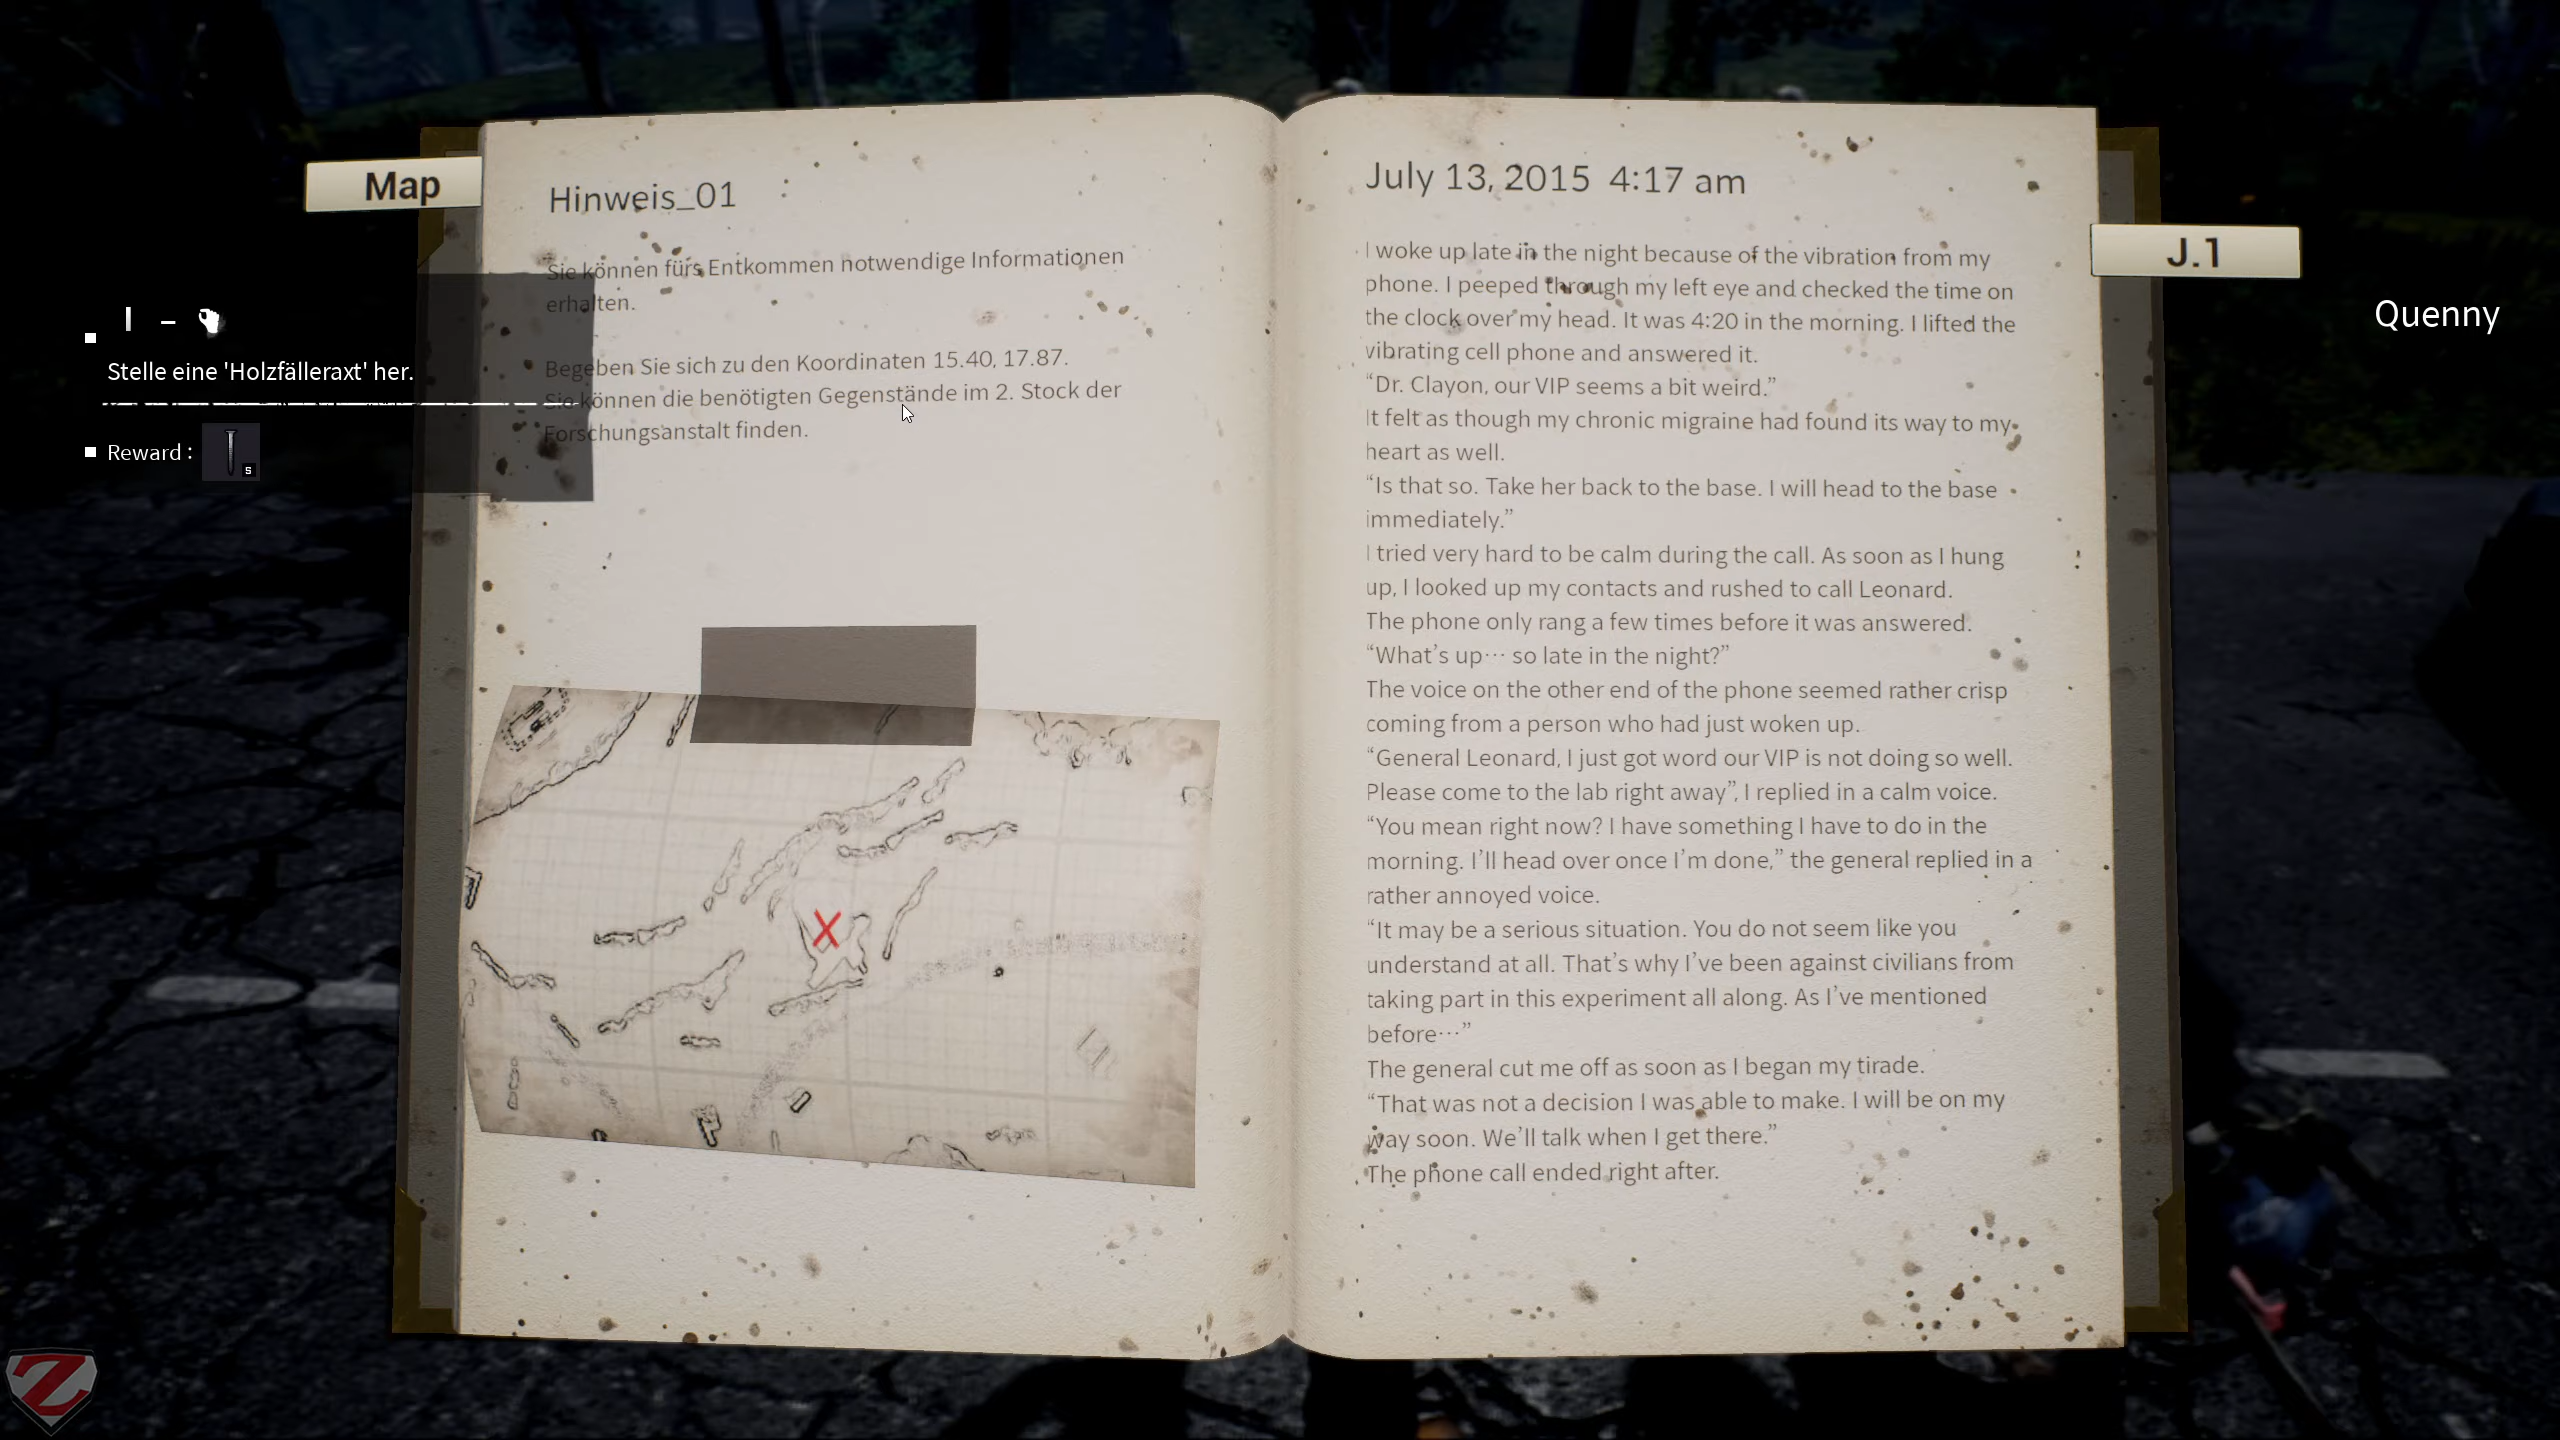 Map
Hinweis_01
Sie können fürs Entkommen notwendige Informationen
erhalten.
Begeben Sie sich zu den Koordinaten 15.40, 17.87.
Sie können die benötigten Gegenstände im 2. Stock der
Forschungsanstalt finden.
I -
Stelle eine 'Holzfälleraxt' her.
Reward :
5
X
July 13, 2015 4:17 am
I woke up late in the night because of the vibration from my
phone. I peeped through my left eye and checked the time on
the clock over my head. It was 4:20 in the morning. I lifted the
vibrating cell phone and answered it.
“Dr. Clayon, our VIP seems a bit weird.”
It felt as though my chronic migraine had found its way to my
heart as well.
“Is that so. Take her back to the base. I will head to the base
immediately.”
I tried very hard to be calm during the call. As soon as I hung
up, I looked up my contacts and rushed to call Leonard.
The phone only rang a few times before it was answered.
“What’s up··· so late in the night?”
The voice on the other end of the phone seemed rather crisp
coming from a person who had just woken up.
“General Leonard, I just got word our VIP is not doing so well.
Please come to the lab right away”, I replied in a calm voice.
“You mean right now? I have something I have to do in the
morning. I’ll head over once I’m done,” the general replied in a
rather annoyed voice.
“It may be a serious situation. You do not seem like you
understand at all. That’s why I’ve been against civilians from
taking part in this experiment all along. As I’ve mentioned
before···”
The general cut me off as soon as I began my tirade.
“That was not a decision I was able to make. I will be on my
way soon. We’ll talk when I get there.”
The phone call ended right after.
J.1
Quenny
Z